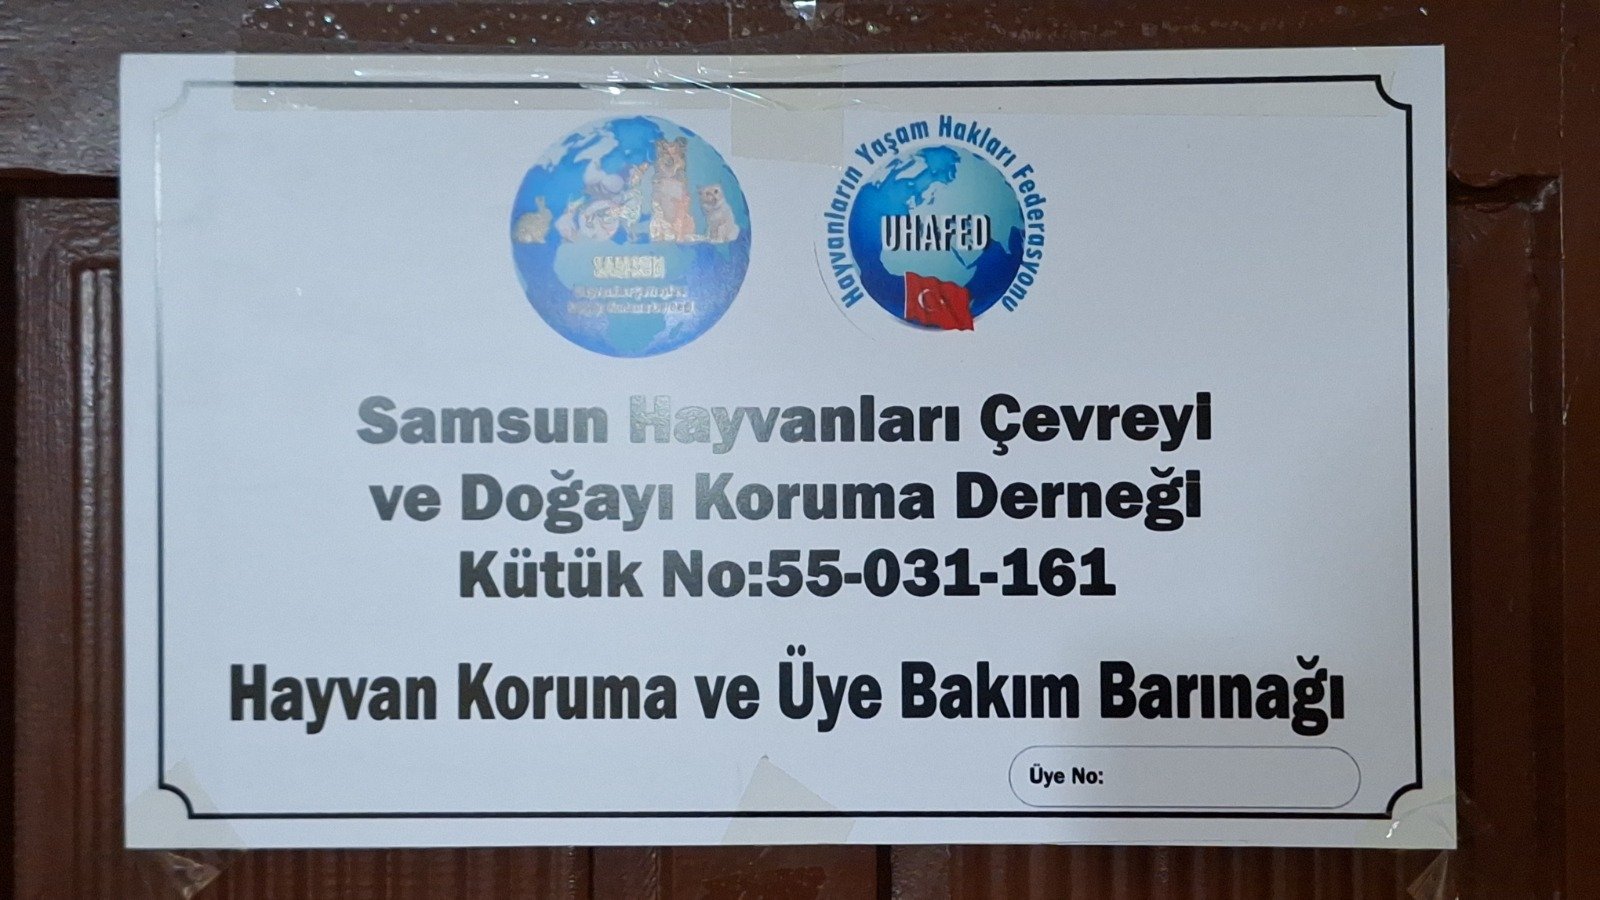 SAMSUN
Hayvanların Yaşam Hakları Federasyonu
UHAFED
Samsun Hayvanları Çevreyi
ve Doğayı Koruma Derneği
Kütük No:55-031-161
Hayvan Koruma ve Üye Bakım Barınağı
Üye No: